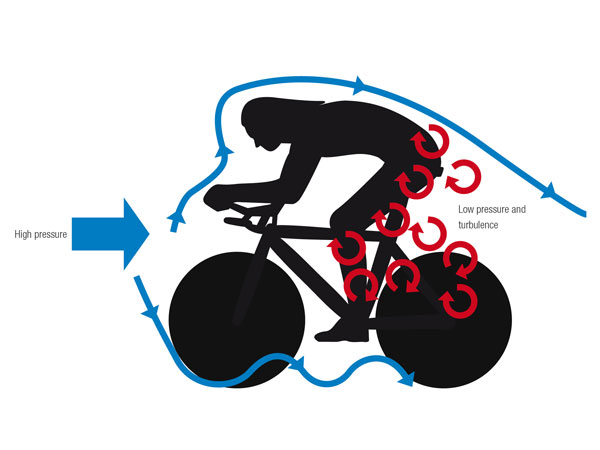 High pressure
Low pressure and
turbulence